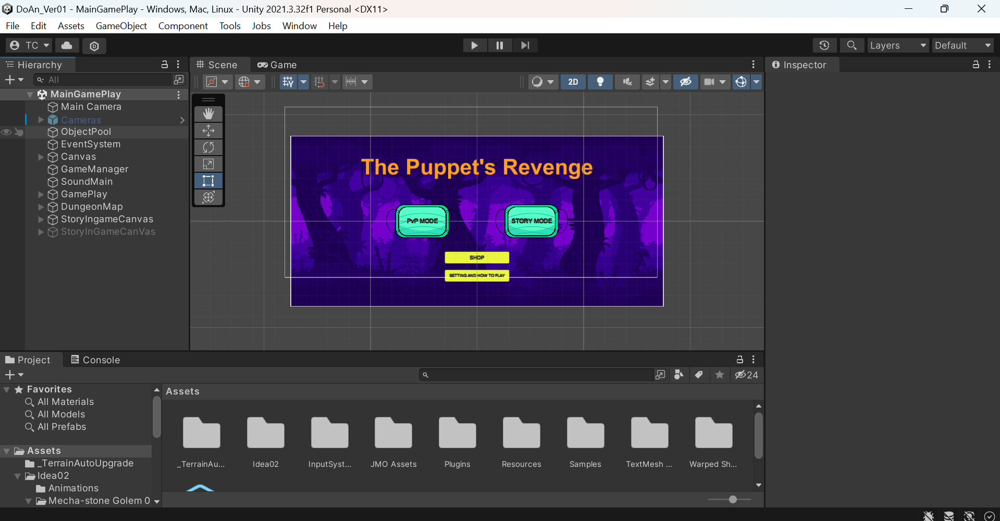 DoAn_Ver01 - MainGamePlay - Windows, Mac, Linux - Unity 2021.3.32f1 Personal <DX11>
File Edit Assets GameObject Component Tools Jobs Window Help
TC Layers Default
Hierarchy
All
MainGamePlay
Main Camera
Cameras
ObjectPool
EventSystem
Canvas
GameManager
SoundMain
GamePlay
DungeonMap
StoryIngameCanvas
StoryInGameCanVas
Scene Game
2D
The Puppet's Revenge
PvP MODE STORY MODE
SHOP
SETTING AND HOW TO PLAY
Inspector
Project Console
24
Favorites
All Materials
All Models
All Prefabs
Assets
_TerrainAutoUpgrade
Idea02
Animations
Mecha-stone Golem 0
Assets
_TerrainAu... Idea02 InputSyst... JMO Assets Plugins Resources Samples TextMesh ... Warped Sh...